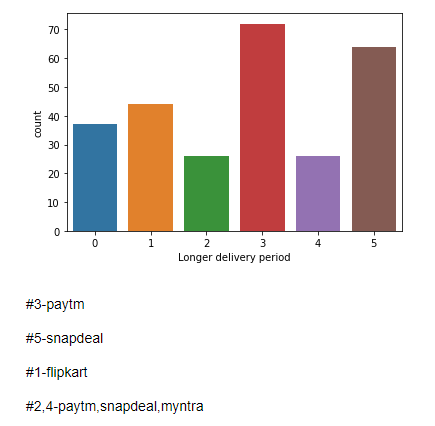 70
60
50
40
30
20
10
0
count
0 1 2 3 4 5
Longer delivery period
#3-paytm
#5-snapdeal
#1-flipkart
#2,4-paytm,snapdeal,myntra